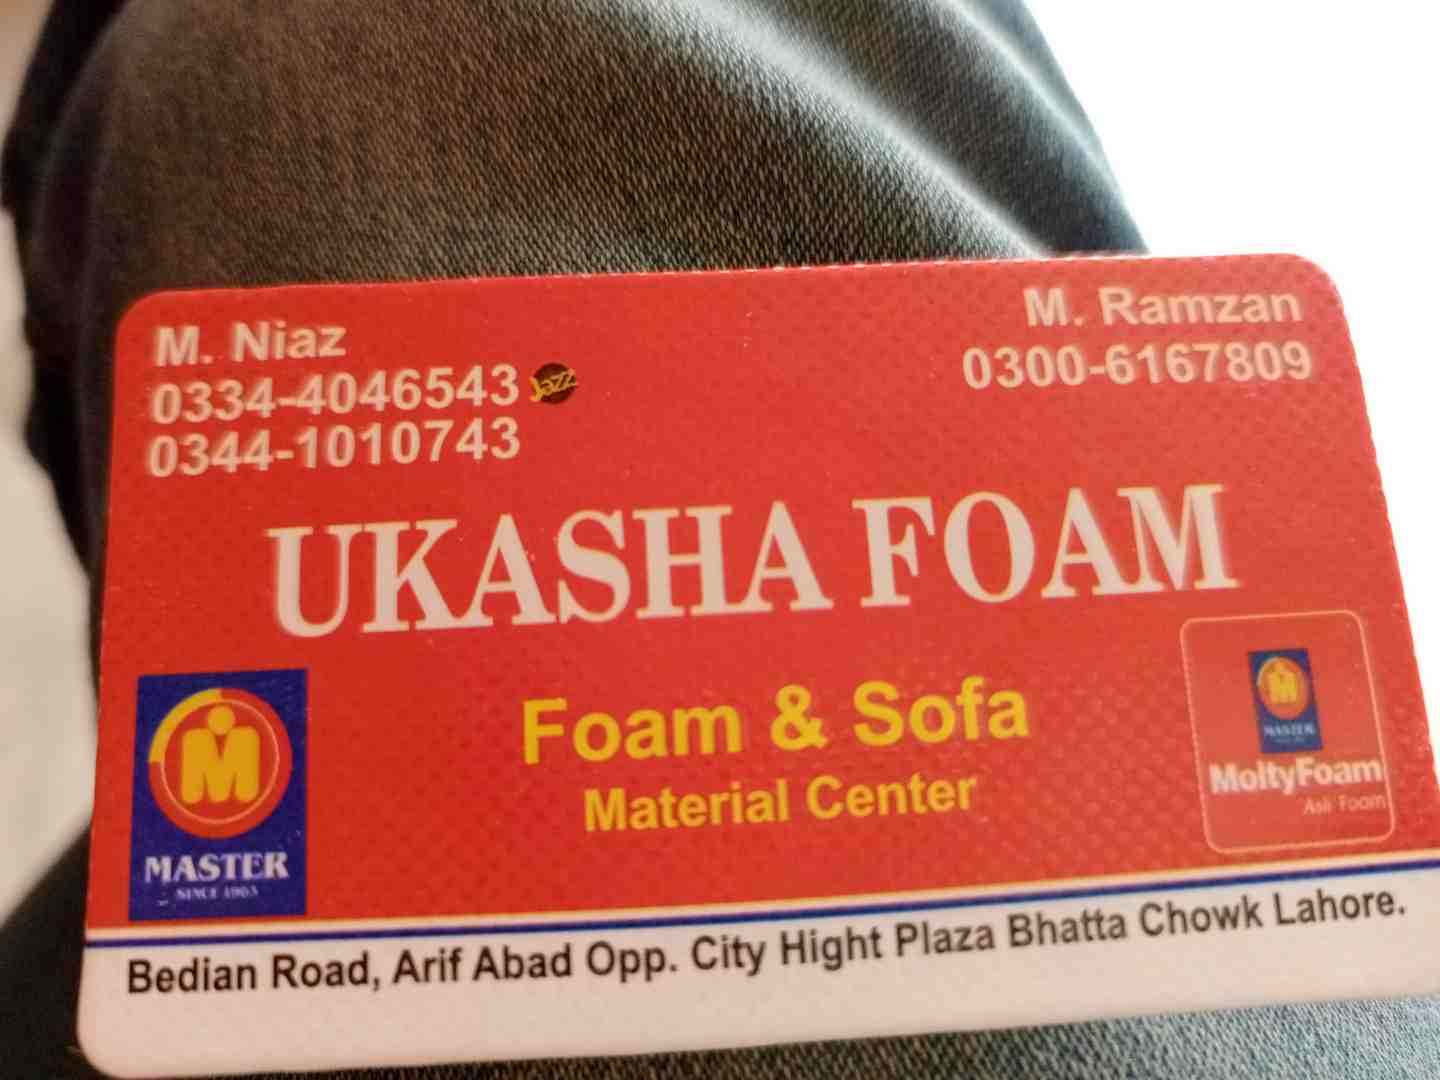 M. Niaz
0334-4046543 Jazz
0344-1010743
M. Ramzan
0300-6167809
UKASHA FOAM
Foam & Sofa
Material Center
MASTER
SINCE 1963
MASTER
MoltyFoam
Asli Foam
Bedian Road, Arif Abad Opp. City Hight Plaza Bhatta Chowk Lahore.